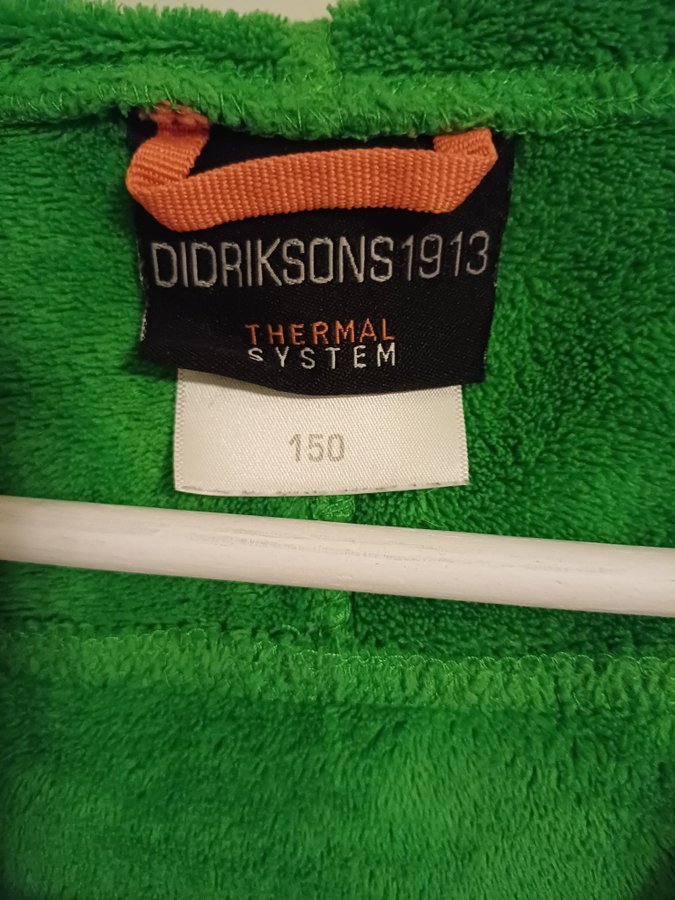 DIDRIKSONS1913
THERMAL
SYSTEM
150